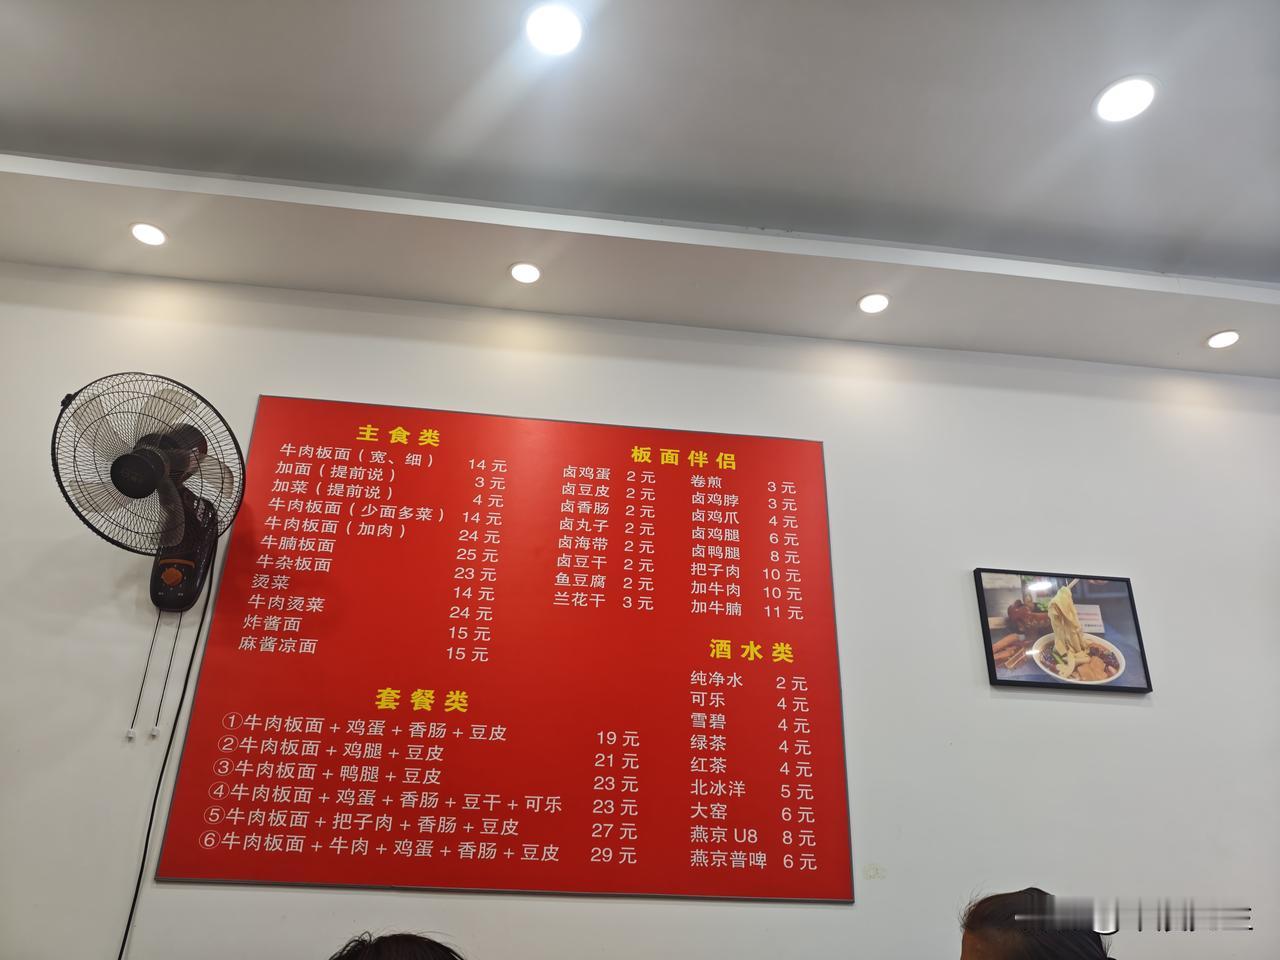 主食类
牛肉板面（宽、细） 14元
加面（提前说） 3元
加菜（提前说） 4元
牛肉板面（少面多菜） 14元
牛肉板面（加肉） 24元
牛腩板面 25元
牛杂板面 23元
烫菜 14元
牛肉烫菜 24元
炸酱面 15元
麻酱凉面 15元
板面伴侣
卤鸡蛋 2元
卤豆皮 2元
卤香肠 2元
卤丸子 2元
卤海带 2元
卤豆干 2元
鱼豆腐 2元
兰花干 3元
卷煎 3元
卤鸡脖 3元
卤鸡爪 4元
卤鸡腿 6元
卤鸭腿 8元
把子肉 10元
加牛肉 10元
加牛腩 11元
套餐类
①牛肉板面+鸡蛋+香肠+豆皮 19元
②牛肉板面+鸡腿+豆皮 21元
③牛肉板面+鸭腿+豆皮 23元
④牛肉板面+鸡蛋+香肠+豆干+可乐 23元
⑤牛肉板面+把子肉+香肠+豆皮 27元
⑥牛肉板面+牛肉+鸡蛋+香肠+豆皮 29元
酒水类
纯净水 2元
可乐 4元
雪碧 4元
绿茶 4元
红茶 4元
北冰洋 5元
大窑 6元
燕京U8 8元
燕京普啤 6元